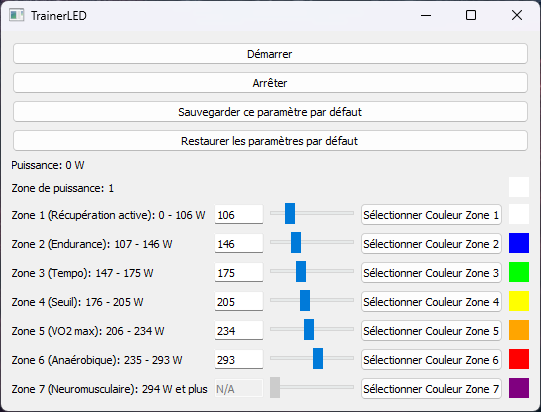 TrainerLED
Démarrer
Arrêter
Sauvegarder ce paramètre par défaut
Restaurer les paramètres par défaut
Puissance: 0 W
Zone de puissance: 1
Zone 1 (Récupération active): 0 - 106 W 106 Sélectionner Couleur Zone 1
Zone 2 (Endurance): 107 - 146 W 146 Sélectionner Couleur Zone 2
Zone 3 (Tempo): 147 - 175 W 175 Sélectionner Couleur Zone 3
Zone 4 (Seuil): 176 - 205 W 205 Sélectionner Couleur Zone 4
Zone 5 (VO2 max): 206 - 234 W 234 Sélectionner Couleur Zone 5
Zone 6 (Anaérobique): 235 - 293 W 293 Sélectionner Couleur Zone 6
Zone 7 (Neuromusculaire): 294 W et plus N/A Sélectionner Couleur Zone 7